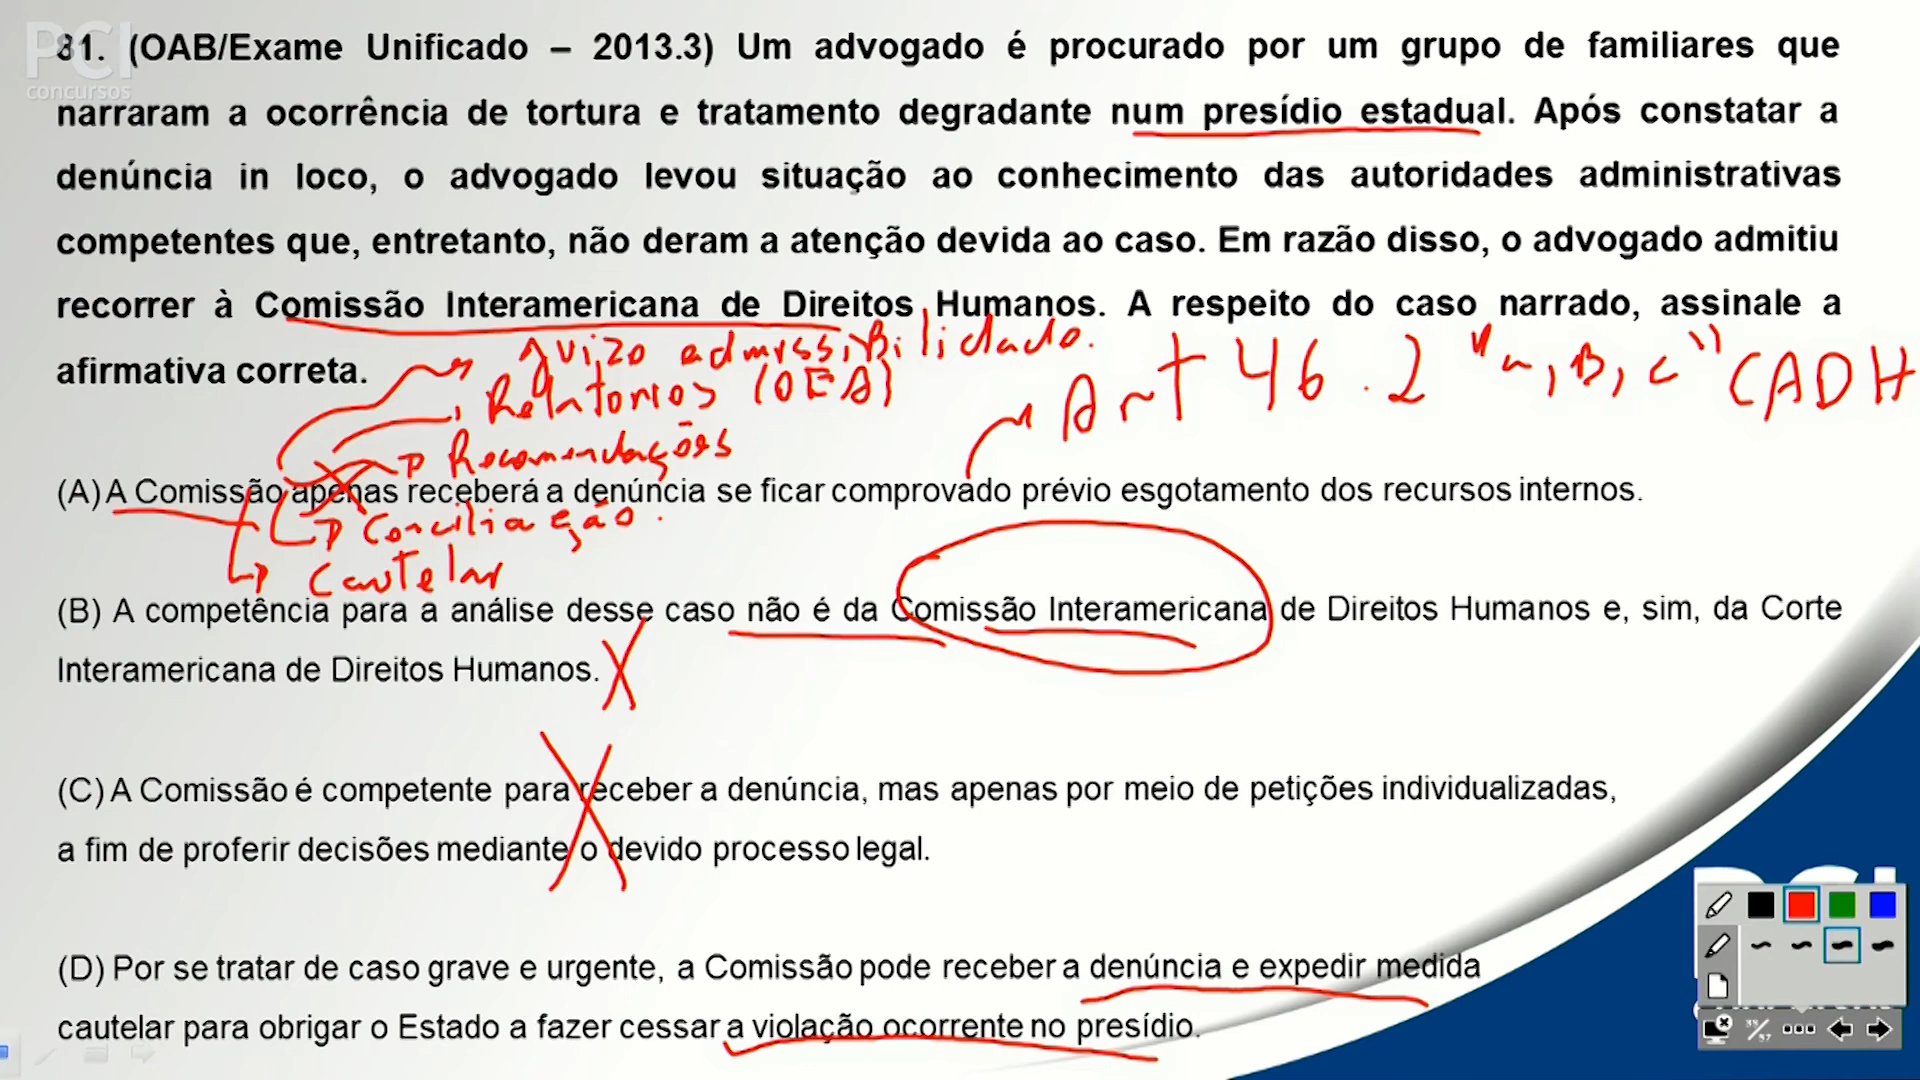 PCI
concursos
81. (OAB/Exame Unificado – 2013.3) Um advogado é procurado por um grupo de familiares que
narraram a ocorrência de tortura e tratamento degradante num presídio estadual. Após constatar a
denúncia in loco, o advogado levou situação ao conhecimento das autoridades administrativas
competentes que, entretanto, não deram a atenção devida ao caso. Em razão disso, o advogado admitiu
recorrer à Comissão Interamericana de Direitos Humanos. A respeito do caso narrado, assinale a
afirmativa correta.
admissibilidade.
Relatorios (OEA)
Art 46.2 "a, B, c" CADH
Recomendações
(A) A Comissão apenas receberá a denúncia se ficar comprovado prévio esgotamento dos recursos internos.
Conciliação.
Cautelar
(B) A competência para a análise desse caso não é da Comissão Interamericana de Direitos Humanos e, sim, da Corte
Interamericana de Direitos Humanos.
(C) A Comissão é competente para receber a denúncia, mas apenas por meio de petições individualizadas,
a fim de proferir decisões mediante o devido processo legal.
(D) Por se tratar de caso grave e urgente, a Comissão pode receber a denúncia e expedir medida
cautelar para obrigar o Estado a fazer cessar a violação ocorrente no presídio.